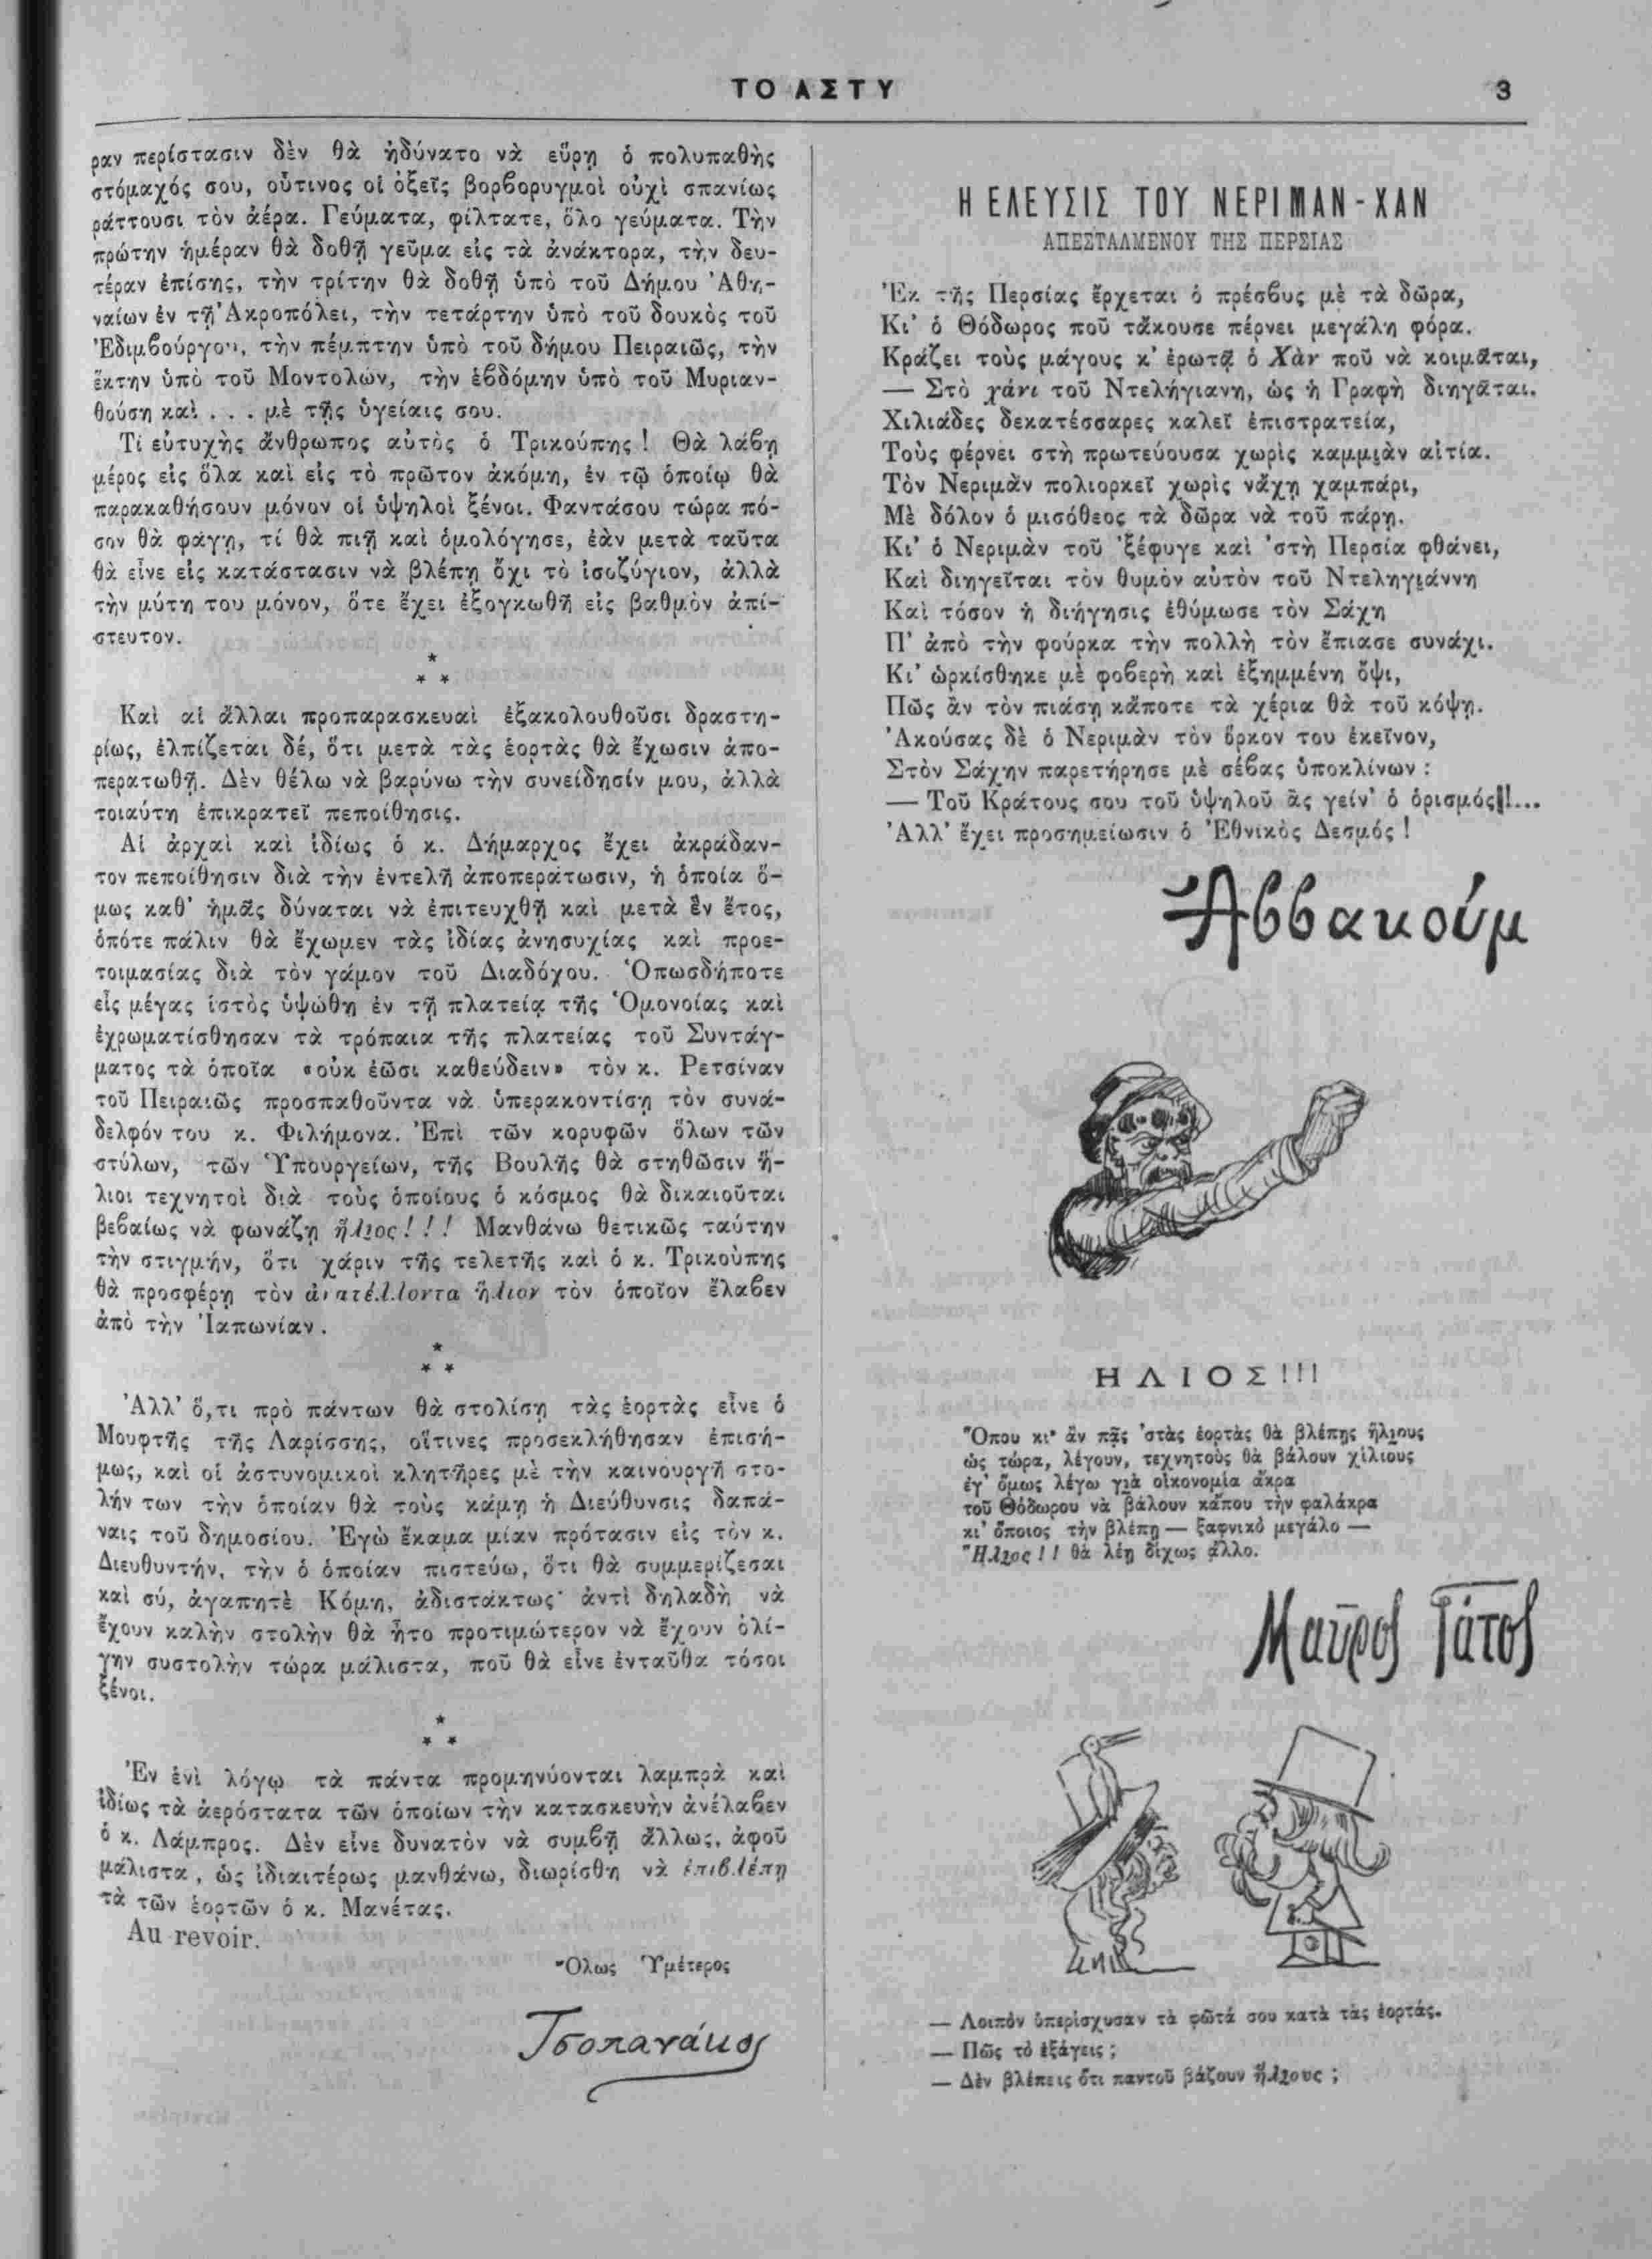 ΤΟ ΑΣΤΥ
3
ραν περίστασιν δὲν θὰ ἠδύνατο νὰ εὕρῃ ὁ πολυπαθὴς
στόμαχός σου, οὗτινος οἱ ὀξεῖς βορβορυγμοὶ οὐχὶ σπανίως
ράττουσι τὸν ἀέρα. Γεύματα, φίλτατε, ὅλο γεύματα. Τὴν
πρώτην ἡμέραν θὰ δοθῇ γεῦμα εἰς τὰ ἀνάκτορα, τὴν δευ-
τέραν ἐπίσης, τὴν τρίτην θὰ δοθῇ ὑπὸ τοῦ Δήμου Ἀθη-
ναίων ἐν τῇ Ἀκροπόλει, τὴν τετάρτην ὑπὸ τοῦ δουκὸς τοῦ
Ἐδιμβούργου, τὴν πέμπτην ὑπὸ τοῦ δήμου Πειραιῶς, τὴν
ἕκτην ὑπὸ τοῦ Μοντολών, τὴν ἑβδόμην ὑπὸ τοῦ Μυριαν-
θούση καὶ . . . μὲ τῇς ὑγείαις σου.
Τί εὐτυχὴς ἄνθρωπος αὐτὸς ὁ Τρικούπης! Θὰ λάβῃ
μέρος εἰς ὅλα καὶ εἰς τὸ πρῶτον ἀκόμη, ἐν τῷ ὁποίῳ θὰ
παρακαθήσουν μόνον οἱ ὑψηλοὶ ξένοι. Φαντάσου τώρα πό-
σον θὰ φάγῃ, τί θὰ πιῇ καὶ ὁμολόγησε, ἐὰν μετὰ ταῦτα
θὰ εἶνε εἰς κατάστασιν νὰ βλέπῃ ὄχι τὸ ἰσοζύγιον, ἀλλὰ
τὴν μύτη του μόνον, ὅτε ἔχει ἐξογκωθῇ εἰς βαθμὸν ἀπί-
στευτον.
*
* *
Καὶ αἱ ἄλλαι προπαρασκευαὶ ἐξακολουθοῦσι δραστη-
ρίως, ἐλπίζεται δέ, ὅτι μετὰ τὰς ἑορτὰς θὰ ἔχωσιν ἀπο-
περατωθῇ. Δὲν θέλω νὰ βαρύνω τὴν συνείδησίν μου, ἀλλὰ
τοιαύτη ἐπικρατεῖ πεποίθησις.
Αἱ ἀρχαὶ καὶ ἰδίως ὁ κ. Δήμαρχος ἔχει ἀκράδαν-
τον πεποίθησιν διὰ τὴν ἐντελῆ ἀποπεράτωσιν, ἡ ὁποία ὅ-
μως καθ' ἡμᾶς δύναται νὰ ἐπιτευχθῇ καὶ μετὰ ἓν ἔτος,
ὁπότε πάλιν θὰ ἔχωμεν τὰς ἰδίας ἀνησυχίας καὶ προε-
τοιμασίας διὰ τὸν γάμον τοῦ Διαδόχου. Ὁπωσδήποτε
εἷς μέγας ἱστὸς ὑψώθη ἐν τῇ πλατείᾳ τῆς Ὁμονοίας καὶ
ἐχρωματίσθησαν τὰ τρόπαια τῆς πλατείας τοῦ Συντάγ-
ματος τὰ ὁποῖα «οὐκ ἐῶσι καθεύδειν» τὸν κ. Ρετσίναν
τοῦ Πειραιῶς προσπαθοῦντα νὰ ὑπερακοντίσῃ τὸν συνά-
δελφόν του κ. Φιλήμονα. Ἐπὶ τῶν κορυφῶν ὅλων τῶν
στύλων, τῶν Ὑπουργείων, τῆς Βουλῆς θὰ στηθῶσιν ἥ-
λιοι τεχνητοὶ διὰ τοὺς ὁποίους ὁ κόσμος θὰ δικαιοῦται
βεβαίως νὰ φωνάζῃ ἥλιος! ! ! Μανθάνω θετικῶς ταύτην
τὴν στιγμήν, ὅτι χάριν τῆς τελετῆς καὶ ὁ κ. Τρικούπης
θὰ προσφέρῃ τὸν ἀνατέλλοντα ἥλιον τὸν ὁποῖον ἔλαβεν
ἀπὸ τὴν Ἰαπωνίαν.
*
* *
Ἀλλ' ὅ,τι πρὸ πάντων θὰ στολίσῃ τὰς ἑορτὰς εἶνε ὁ
Μουφτῆς τῆς Λαρίσσης, οἵτινες προσεκλήθησαν ἐπισή-
μως, καὶ οἱ ἀστυνομικοὶ κλητῆρες μὲ τὴν καινουργῆ στο-
λήν των τὴν ὁποίαν θὰ τοὺς κάμῃ ἡ Διεύθυνσις δαπά-
ναις τοῦ δημοσίου. Ἐγὼ ἔκαμα μίαν πρότασιν εἰς τὸν κ.
Διευθυντήν, τὴν ὁ ὁποίαν πιστεύω, ὅτι θὰ συμμερίζεσαι
καὶ σύ, ἀγαπητὲ Κόμη, ἀδιστάκτως· ἀντὶ δηλαδὴ νὰ
ἔχουν καλὴν στολὴν θὰ ἦτο προτιμώτερον νὰ ἔχουν ὀλί-
γην συστολὴν τώρα μάλιστα, ποῦ θὰ εἶνε ἐνταῦθα τόσοι
ξένοι.
*
* *
Ἐν ἑνὶ λόγῳ τὰ πάντα προμηνύονται λαμπρὰ καὶ
ἰδίως τὰ ἀερόστατα τῶν ὁποίων τὴν κατασκευὴν ἀνέλαβεν
ὁ κ. Λάμπρος. Δὲν εἶνε δυνατὸν νὰ συμβῇ ἄλλως, ἀφοῦ
μάλιστα, ὡς ἰδιαιτέρως μανθάνω, διωρίσθη νὰ ἐπιβλέπῃ
τὰ τῶν ἑορτῶν ὁ κ. Μανέτας.
Au revoir.
Ὅλως Ὑμέτερος
Τσοπανάκος
Η ΕΛΕΥΣΙΣ ΤΟΥ ΝΕΡΙΜΑΝ-ΧΑΝ
ΑΠΕΣΤΑΛΜΕΝΟΥ ΤΗΣ ΠΕΡΣΙΑΣ
Ἐκ τῆς Περσίας ἔρχεται ὁ πρέσβυς μὲ τὰ δῶρα,
Κι' ὁ Θόδωρος ποῦ τἄκουσε πέρνει μεγάλη φόρα.
Κράζει τοὺς μάγους κ' ἐρωτᾷ ὁ Χὰν ποῦ νὰ κοιμᾶται,
— Στὸ χάνι τοῦ Ντελήγιανη, ὡς ἡ Γραφὴ διηγᾶται.
Χιλιάδες δεκατέσσαρες καλεῖ ἐπιστρατεία,
Τοὺς φέρνει στὴ πρωτεύουσα χωρὶς καμμιὰν αἰτία.
Τὸν Νεριμὰν πολιορκεῖ χωρὶς νἄχῃ χαμπάρι,
Μὲ δόλον ὁ μισόθεος τὰ δῶρα νὰ τοῦ πάρῃ.
Κι' ὁ Νεριμὰν τοῦ 'ξέφυγε καὶ 'στὴ Περσία φθάνει,
Καὶ διηγεῖται τὸν θυμὸν αὐτὸν τοῦ Ντεληγιάννη
Καὶ τόσον ἡ διήγησις ἐθύμωσε τὸν Σάχη
Π' ἀπὸ τὴν φούρκα τὴν πολλὴ τὸν ἔπιασε συνάχι.
Κι' ὡρκίσθηκε μὲ φοβερὴ καὶ ἐξημμένη ὄψι,
Πῶς ἂν τὸν πιάσῃ κἄποτε τὰ χέρια θὰ τοῦ κόψῃ.
Ἀκούσας δὲ ὁ Νεριμὰν τὸν ὅρκον του ἐκεῖνον,
Στὸν Σάχην παρετήρησε μὲ σέβας ὑποκλίνων :
— Τοῦ Κράτους σου τοῦ ὑψηλοῦ ἂς γείν' ὁ ὁρισμός!!...
Ἀλλ' ἔχει προσημείωσιν ὁ Ἐθνικὸς Δεσμός!
Ἀββακούμ
ΗΛΙΟΣ!!!
Ὅπου κι' ἂν πᾷς 'στὰς ἑορτὰς θὰ βλέπῃς ἥλιους
ὡς τώρα, λέγουν, τεχνητοὺς θὰ βάλουν χίλιους
ἐγ' ὅμως λέγω γιὰ οἰκονομία ἄκρα
τοῦ Θόδωρου νὰ βάλουν κάπου τὴν φαλάκρα
κι' ὅποιος τὴν βλέπῃ — ξαφνικὸ μεγάλο —
Ἥλιος! ! θὰ λέῃ δίχως ἄλλο.
Μαῦρος Γάτος
— Λοιπὸν ὑπερίσχυσαν τὰ φῶτά σου κατὰ τὰς ἑορτάς.
— Πῶς τὸ ἐξάγεις ;
— Δὲν βλέπεις ὅτι παντοῦ βάζουν ἥλιους ;